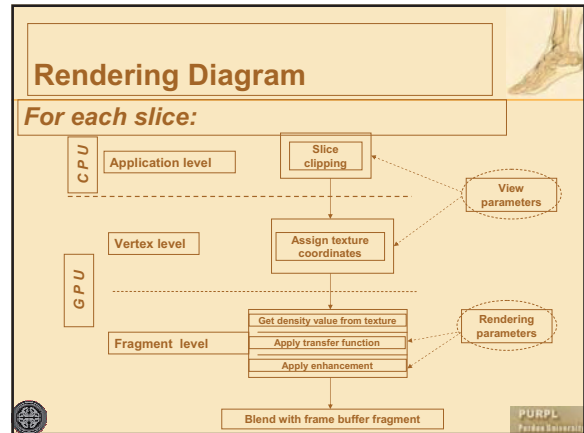 Rendering Diagram
For each slice:
CPU
Application level
Slice
clipping
View
parameters
GPU
Vertex level
Assign texture
coordinates
Fragment level
Get density value from texture
Apply transfer function
Apply enhancement
Rendering
parameters
Blend with frame buffer fragment
PURPL
Purdue University